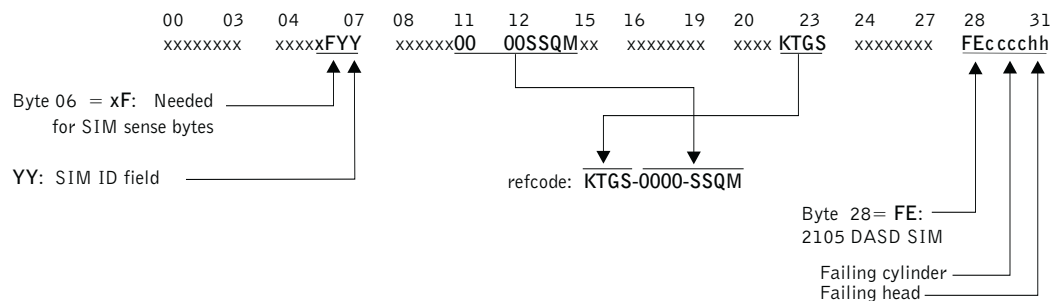 00 03 04 07 08 11 12 15 16 19 20 23 24 27 28 31
xxxxxxxx xxxxxFYY xxxxxx00 00SSQMxx xxxxxxxx xxxx KTGS xxxxxxxx FEcccchh
Byte 06 = xF: Needed
for SIM sense bytes
YY: SIM ID field
refcode: KTGS-0000-SSQM
Byte 28= FE:
2105 DASD SIM
Failing cylinder
Failing head